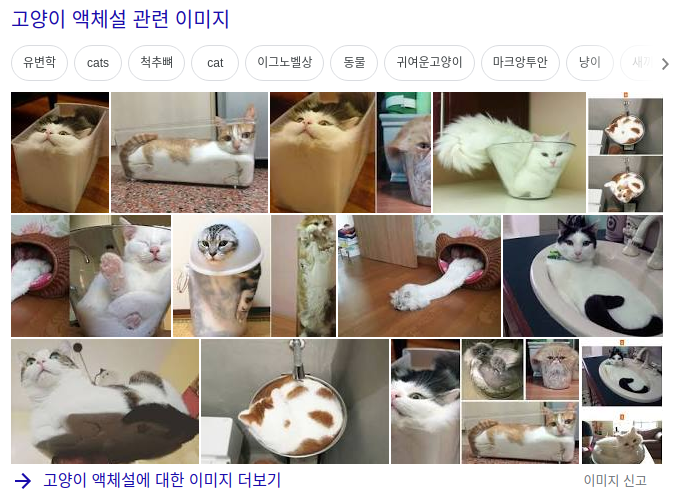 고양이 액체설 관련 이미지
유변학 cats 척추뼈 cat 이그노벨상 동물 귀여운고양이 마크앙투안 냥이
고양이 액체설에 대한 이미지 더보기 이미지 신고